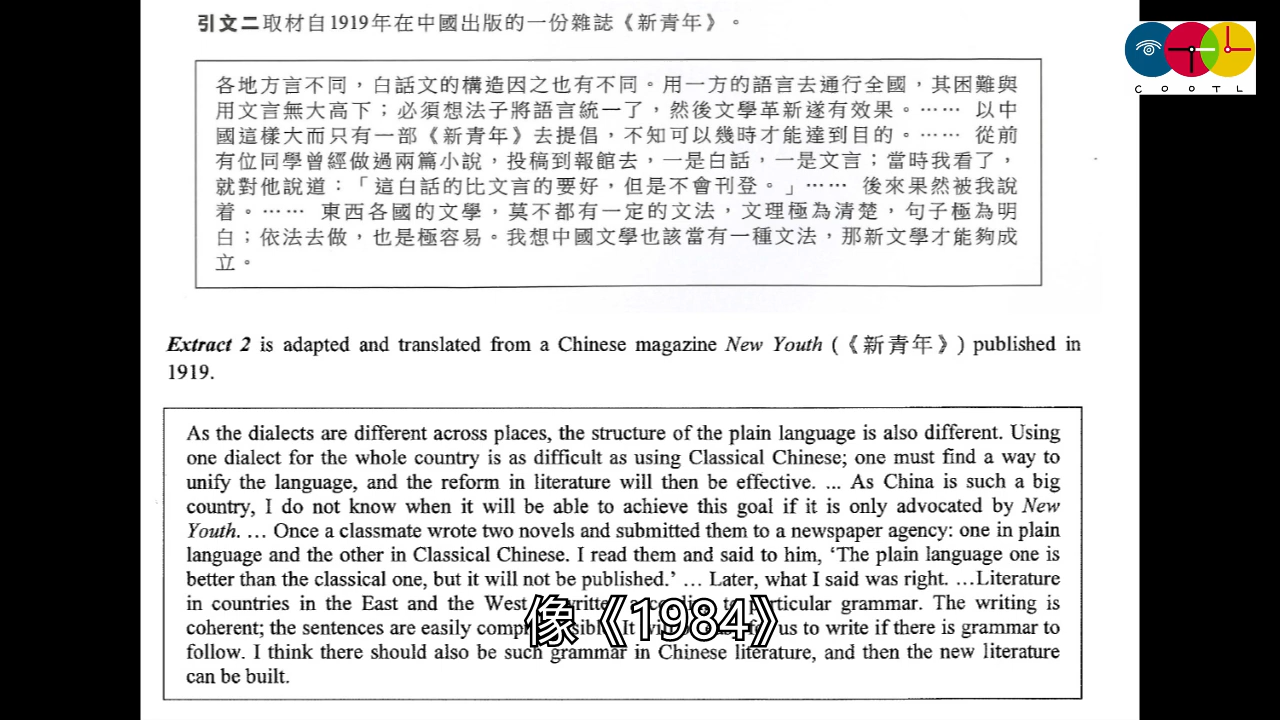 引文二取材自1919年在中國出版的一份雜誌《新青年》。
COOTL
各地方言不同，白話文的構造因之也有不同。用一方的語言去通行全國，其困難與
用文言無大高下；必須想法子將語言統一了，然後文學革新遂有效果。…… 以中
國這樣大而只有一部《新青年》去提倡，不知可以幾時才能達到目的。…… 從前
有位同學曾經做過兩篇小說，投稿到報館去，一是白話，一是文言；當時我看了，
就對他說道：「這白話的比文言的要好，但是不會刊登。」…… 後來果然被我說
着。…… 東西各國的文學，莫不都有一定的文法，文理極為清楚，句子極為明
白；依法去做，也是極容易。我想中國文學也該當有一種文法，那新文學才能夠成
立。
Extract 2 is adapted and translated from a Chinese magazine New Youth (《新青年》) published in
1919.
As the dialects are different across places, the structure of the plain language is also different. Using
one dialect for the whole country is as difficult as using Classical Chinese; one must find a way to
unify the language, and the reform in literature will then be effective. ... As China is such a big
country, I do not know when it will be able to achieve this goal if it is only advocated by New
Youth. ... Once a classmate wrote two novels and submitted them to a newspaper agency: one in plain
language and the other in Classical Chinese. I read them and said to him, ‘The plain language one is
better than the classical one, but it will not be published.’ ... Later, what I said was right. ...Literature
in countries in the East and the West particular grammar. The writing is
coherent; the sentences are easily us to write if there is grammar to
follow. I think there should also be such grammar in Chinese literature, and then the new literature
can be built.
像《1984》